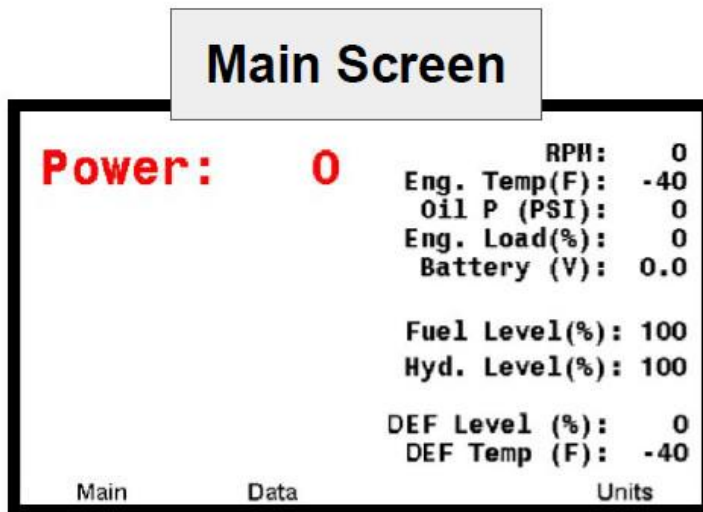 Main Screen
Power: 0
RPM: 0
Eng. Temp(F): -40
Oil P (PSI): 0
Eng. Load(%): 0
Battery (V): 0.0
Fuel Level(%): 100
Hyd. Level(%): 100
DEF Level (%): 0
DEF Temp (F): -40
Main Data Units